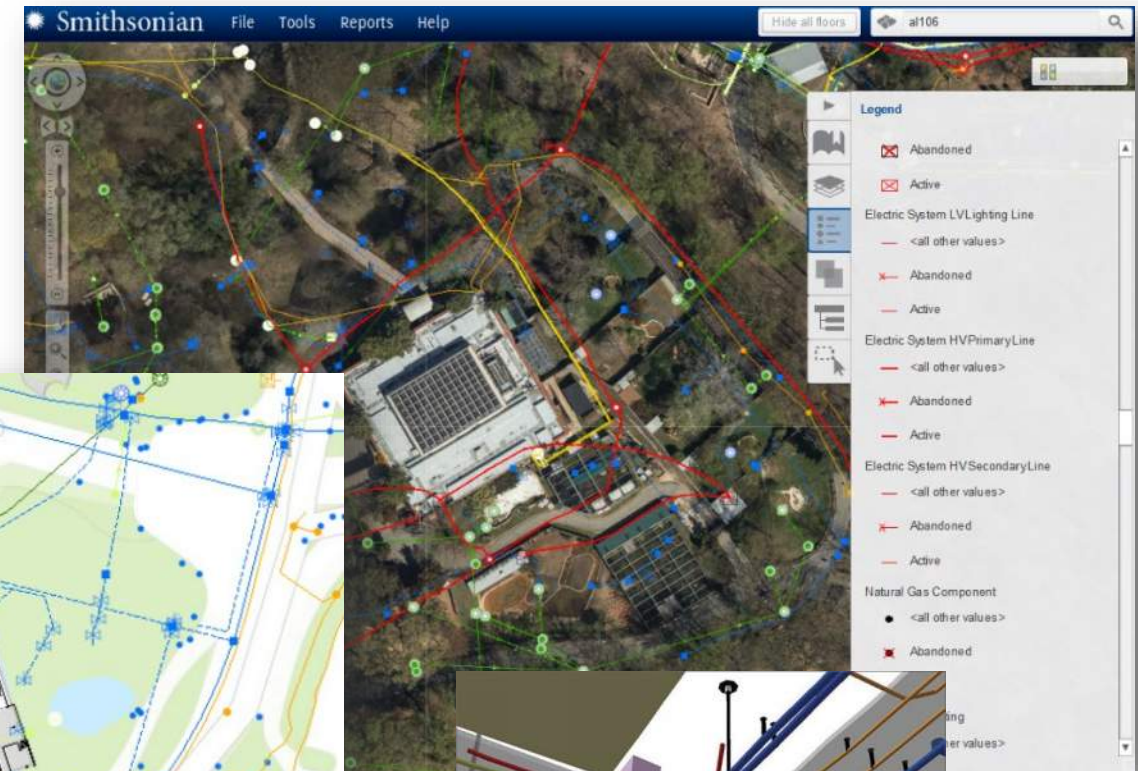 Smithsonian File Tools Reports Help
Hide all floors
al106
Legend
Abandoned
Active
Electric System LVLighting Line
<all other values>
Abandoned
Active
Electric System HVPrimaryLine
<all other values>
Abandoned
Active
Electric System HVSecondaryLine
<all other values>
Abandoned
Active
Natural Gas Component
<all other values>
Abandoned
values>